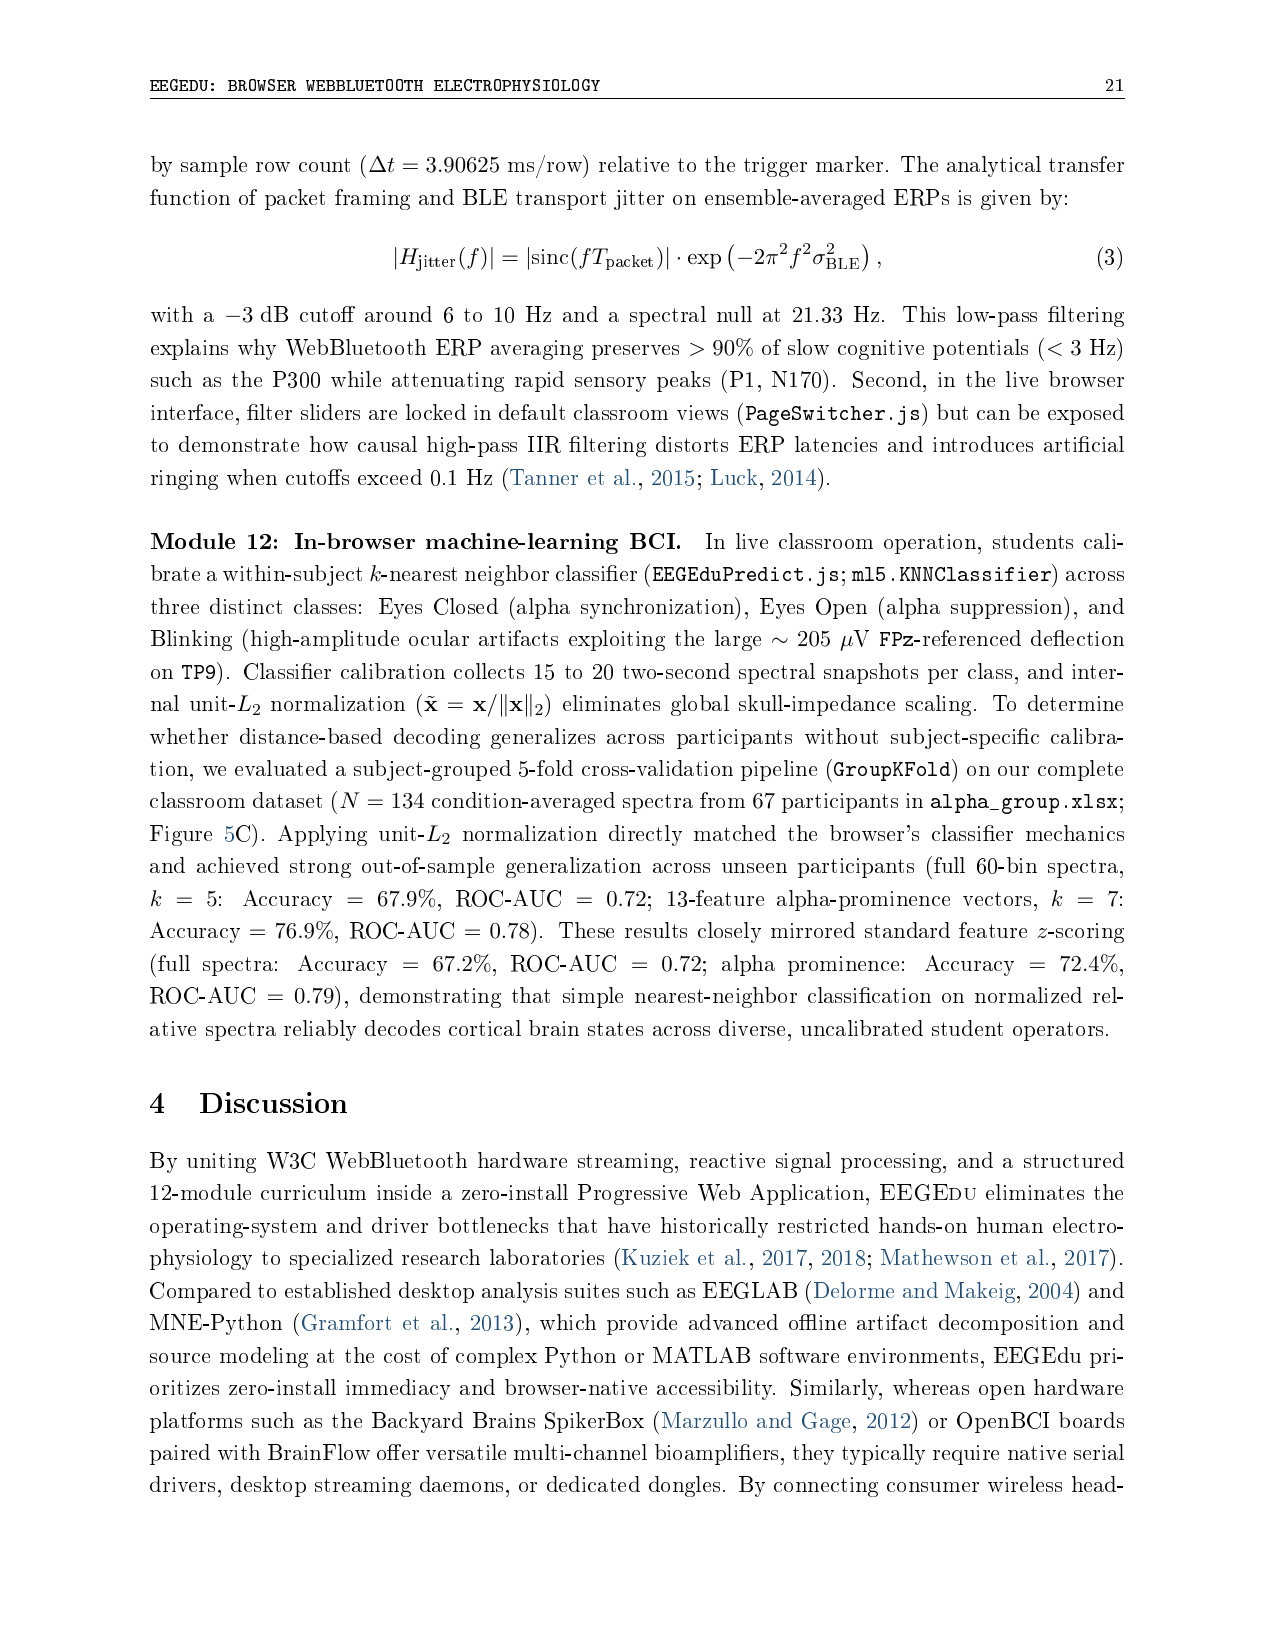 EEGEDU: BROWSER WEBBLUETOOTH ELECTROPHYSIOLOGY 21
by sample row count (Δt = 3.90625 ms/row) relative to the trigger marker. The analytical transfer
function of packet framing and BLE transport jitter on ensemble-averaged ERPs is given by:
|H_jitter(f)| = |sinc(fT_packet)| · exp (−2π²f²σ²_BLE) , (3)
with a −3 dB cutoff around 6 to 10 Hz and a spectral null at 21.33 Hz. This low-pass filtering
explains why WebBluetooth ERP averaging preserves > 90% of slow cognitive potentials (< 3 Hz)
such as the P300 while attenuating rapid sensory peaks (P1, N170). Second, in the live browser
interface, filter sliders are locked in default classroom views (PageSwitcher.js) but can be exposed
to demonstrate how causal high-pass IIR filtering distorts ERP latencies and introduces artificial
ringing when cutoffs exceed 0.1 Hz (Tanner et al., 2015; Luck, 2014).
Module 12: In-browser machine-learning BCI. In live classroom operation, students cali-
brate a within-subject k-nearest neighbor classifier (EEGEduPredict.js; ml5.KNNClassifier) across
three distinct classes: Eyes Closed (alpha synchronization), Eyes Open (alpha suppression), and
Blinking (high-amplitude ocular artifacts exploiting the large ∼ 205 μV FPz-referenced deflection
on TP9). Classifier calibration collects 15 to 20 two-second spectral snapshots per class, and inter-
nal unit-L₂ normalization (x̃ = x/‖x‖₂) eliminates global skull-impedance scaling. To determine
whether distance-based decoding generalizes across participants without subject-specific calibra-
tion, we evaluated a subject-grouped 5-fold cross-validation pipeline (GroupKFold) on our complete
classroom dataset (N = 134 condition-averaged spectra from 67 participants in alpha_group.xlsx;
Figure 5C). Applying unit-L₂ normalization directly matched the browser's classifier mechanics
and achieved strong out-of-sample generalization across unseen participants (full 60-bin spectra,
k = 5: Accuracy = 67.9%, ROC-AUC = 0.72; 13-feature alpha-prominence vectors, k = 7:
Accuracy = 76.9%, ROC-AUC = 0.78). These results closely mirrored standard feature z-scoring
(full spectra: Accuracy = 67.2%, ROC-AUC = 0.72; alpha prominence: Accuracy = 72.4%,
ROC-AUC = 0.79), demonstrating that simple nearest-neighbor classification on normalized rel-
ative spectra reliably decodes cortical brain states across diverse, uncalibrated student operators.
4 Discussion
By uniting W3C WebBluetooth hardware streaming, reactive signal processing, and a structured
12-module curriculum inside a zero-install Progressive Web Application, EEGEDU eliminates the
operating-system and driver bottlenecks that have historically restricted hands-on human electro-
physiology to specialized research laboratories (Kuziek et al., 2017, 2018; Mathewson et al., 2017).
Compared to established desktop analysis suites such as EEGLAB (Delorme and Makeig, 2004) and
MNE-Python (Gramfort et al., 2013), which provide advanced offline artifact decomposition and
source modeling at the cost of complex Python or MATLAB software environments, EEGEdu pri-
oritizes zero-install immediacy and browser-native accessibility. Similarly, whereas open hardware
platforms such as the Backyard Brains SpikerBox (Marzullo and Gage, 2012) or OpenBCI boards
paired with BrainFlow offer versatile multi-channel bioamplifiers, they typically require native serial
drivers, desktop streaming daemons, or dedicated dongles. By connecting consumer wireless head-